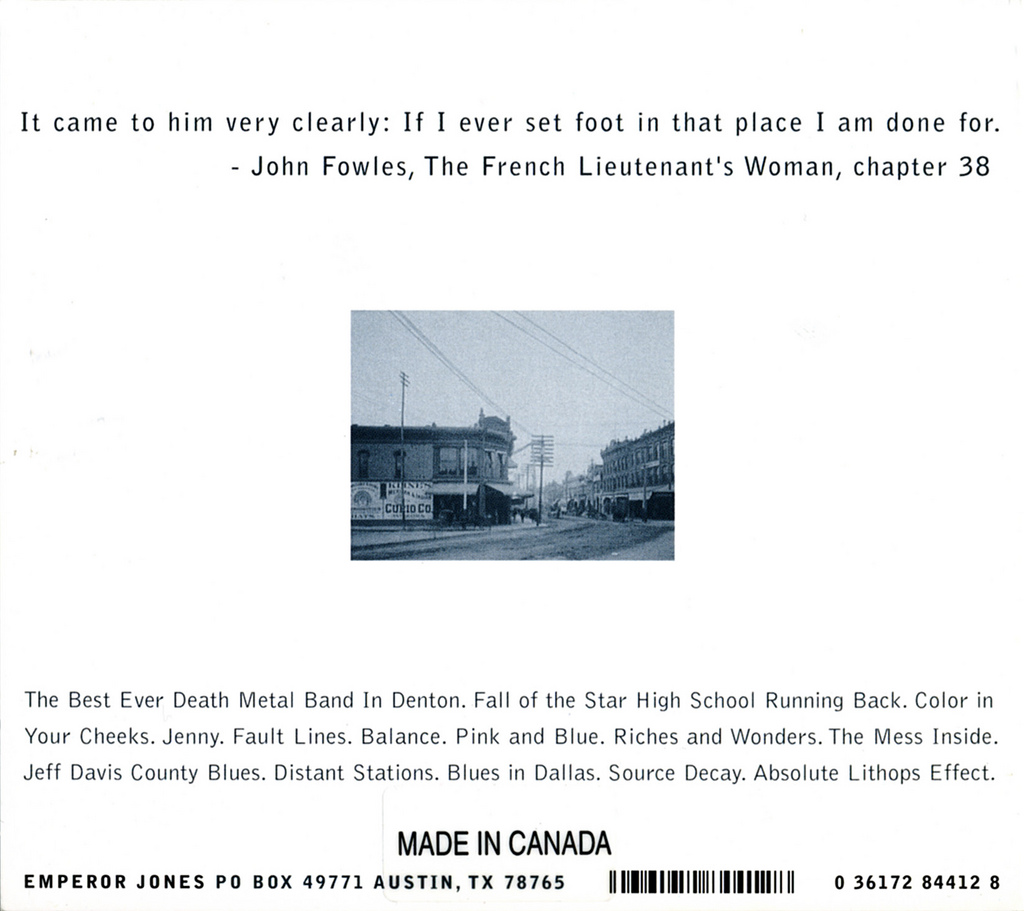 It came to him very clearly: If I ever set foot in that place I am done for.
- John Fowles, The French Lieutenant's Woman, chapter 38
CURIO CO.
The Best Ever Death Metal Band In Denton. Fall of the Star High School Running Back. Color in
Your Cheeks. Jenny. Fault Lines. Balance. Pink and Blue. Riches and Wonders. The Mess Inside.
Jeff Davis County Blues. Distant Stations. Blues in Dallas. Source Decay. Absolute Lithops Effect.
MADE IN CANADA
EMPEROR JONES PO BOX 49771 AUSTIN, TX 78765 0 36172 84412 8